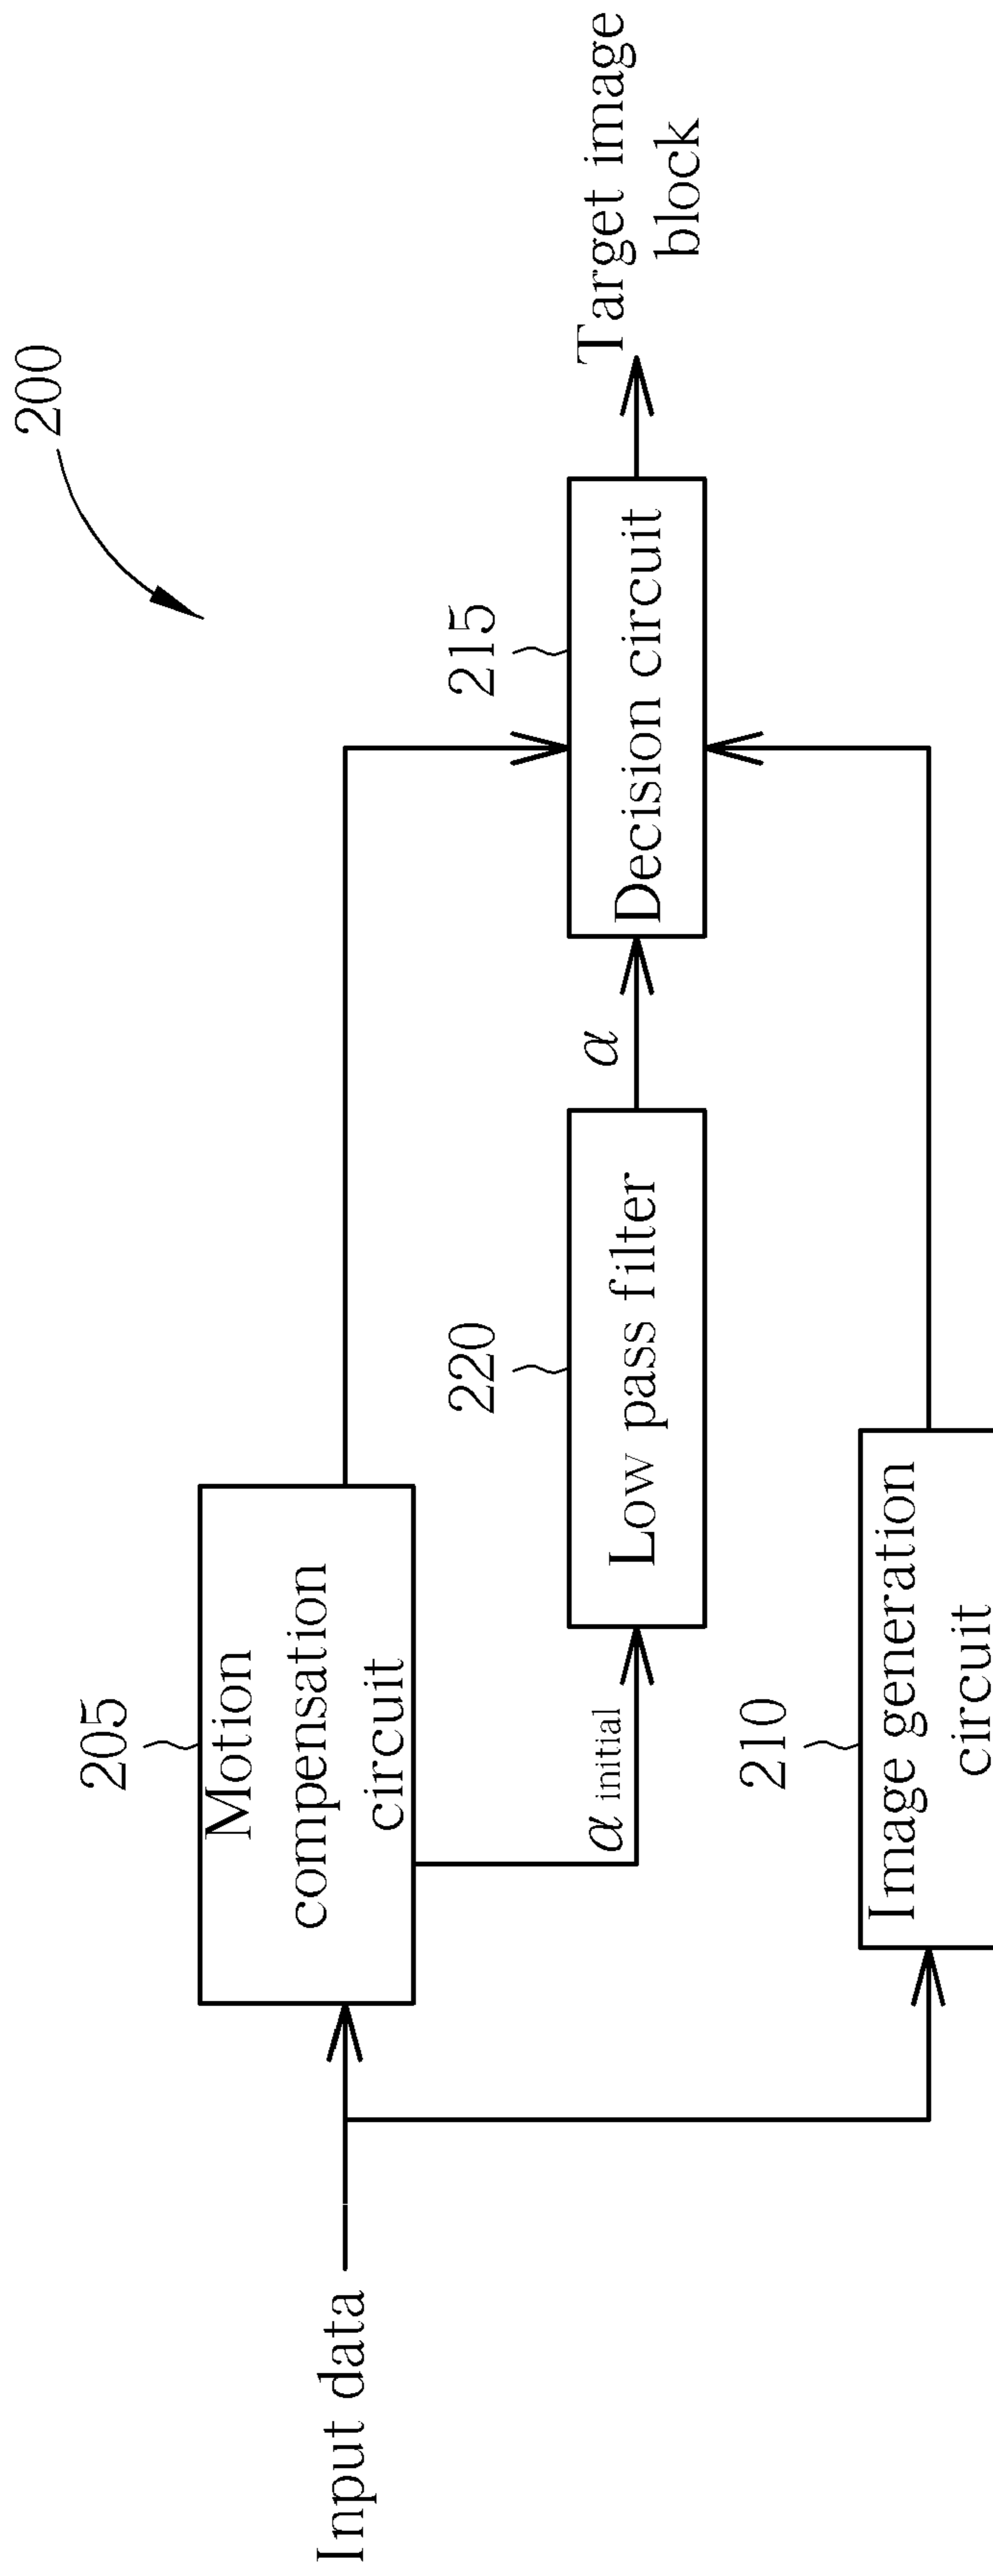 200
205
Motion
compensation
circuit
Input data
α initial
220
Low pass filter
α
215
Decision circuit
Target image
block
210
Image generation
circuit